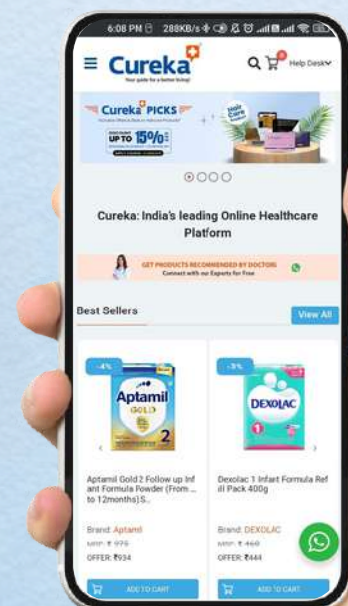 6:08 PM 288KB/s
Cureka
Your guide for a better living!
Help Desk
Cureka PICKS
UP TO 15%
Hair
Care
Cureka: India's leading Online Healthcare
Platform
GET PRODUCTS RECOMMENDED BY DOCTORS
Connect with our Experts for Free
Best Sellers
View All
-4%
Aptamil
GOLD
2
-3%
DEXOLAC
1
Aptamil Gold 2 Follow up Inf
ant Formula Powder (From ...
to 12months) S..
Brand: Aptamil
MRP: ₹ 975
OFFER: ₹934
ADD TO CART
Dexolac 1 Infant Formula Ref
ill Pack 400g
Brand: DEXOLAC
MRP: ₹ 460
OFFER: ₹444
ADD TO CART